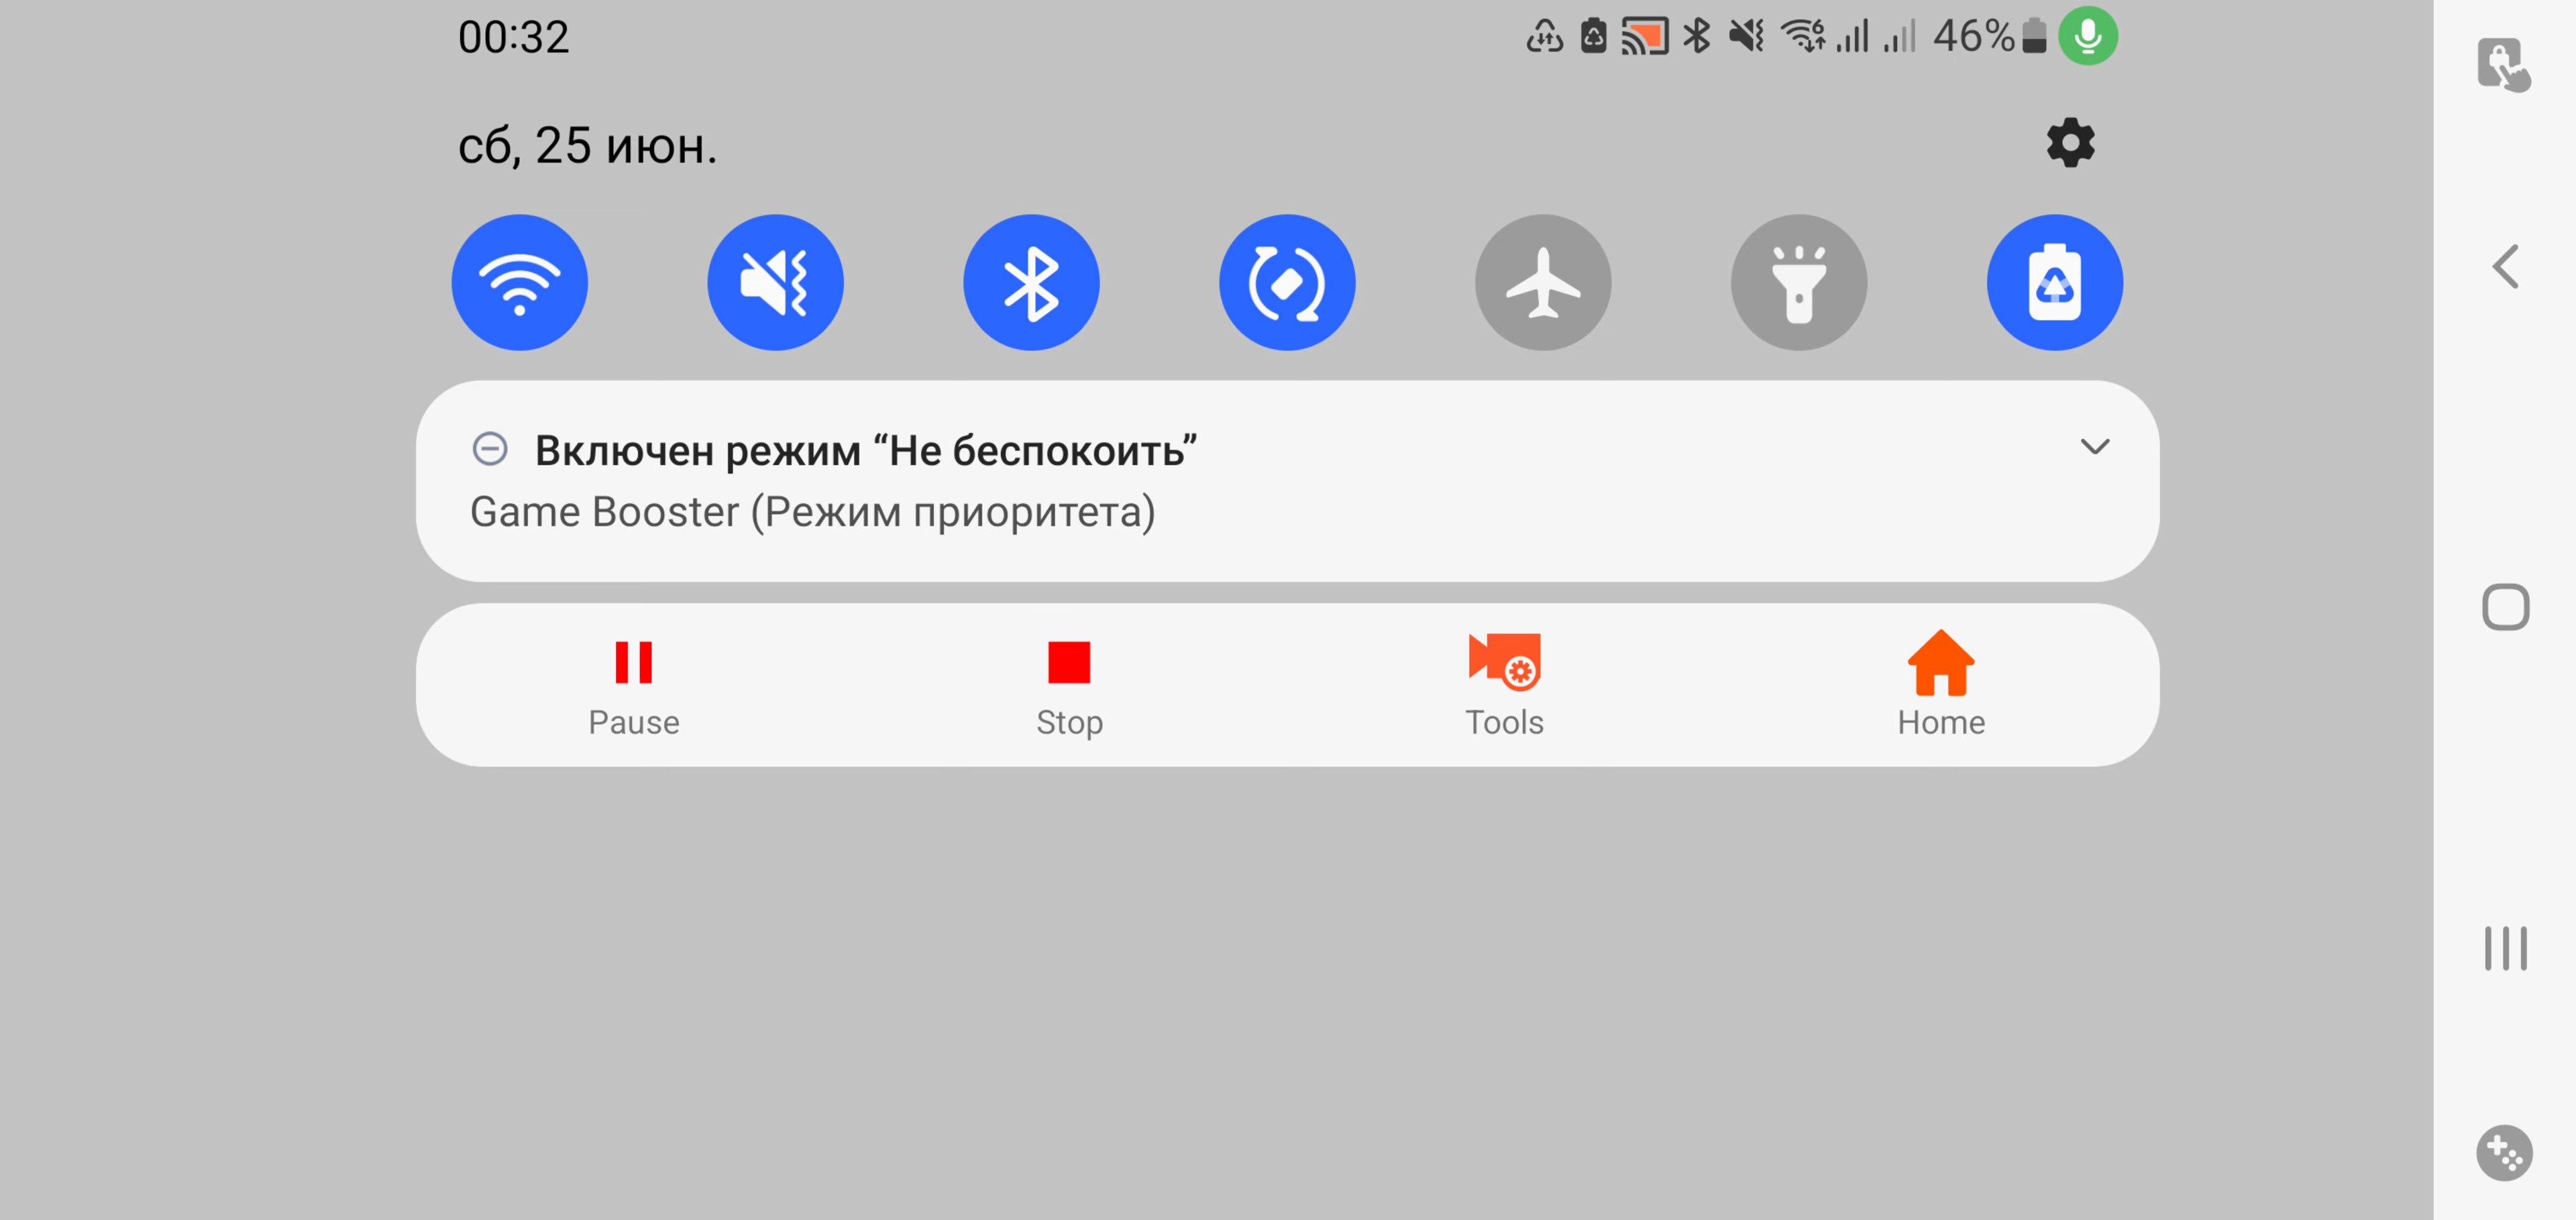 00:32
46%
сб, 25 июн.
Включен режим “Не беспокоить”
Game Booster (Режим приоритета)
Pause
Stop
Tools
Home